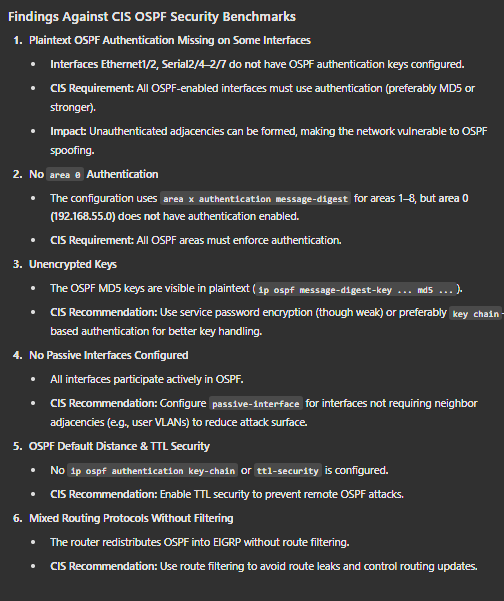 Findings Against CIS OSPF Security Benchmarks
1. Plaintext OSPF Authentication Missing on Some Interfaces
• Interfaces Ethernet1/2, Serial2/4–2/7 do not have OSPF authentication keys configured.
• CIS Requirement: All OSPF-enabled interfaces must use authentication (preferably MD5 or
stronger).
• Impact: Unauthenticated adjacencies can be formed, making the network vulnerable to OSPF
spoofing.
2. No area 0 Authentication
• The configuration uses area x authentication message-digest for areas 1–8, but area 0
(192.168.55.0) does not have authentication enabled.
• CIS Requirement: All OSPF areas must enforce authentication.
3. Unencrypted Keys
• The OSPF MD5 keys are visible in plaintext ( ip ospf message-digest-key ... md5 ... ).
• CIS Recommendation: Use service password encryption (though weak) or preferably key chain-
based authentication for better key handling.
4. No Passive Interfaces Configured
• All interfaces participate actively in OSPF.
• CIS Recommendation: Configure passive-interface for interfaces not requiring neighbor
adjacencies (e.g., user VLANs) to reduce attack surface.
5. OSPF Default Distance & TTL Security
• No ip ospf authentication key-chain or ttl-security is configured.
• CIS Recommendation: Enable TTL security to prevent remote OSPF attacks.
6. Mixed Routing Protocols Without Filtering
• The router redistributes OSPF into EIGRP without route filtering.
• CIS Recommendation: Use route filtering to avoid route leaks and control routing updates.